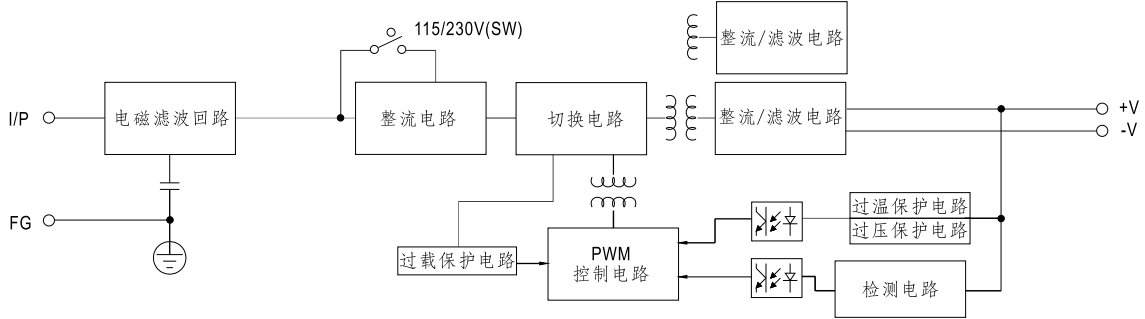 115/230V(SW)
整流/滤波电路
I/P
电磁滤波回路
整流电路
切换电路
整流/滤波电路
+V
-V
FG
过载保护电路
PWM
控制电路
过温保护电路
过压保护电路
检测电路